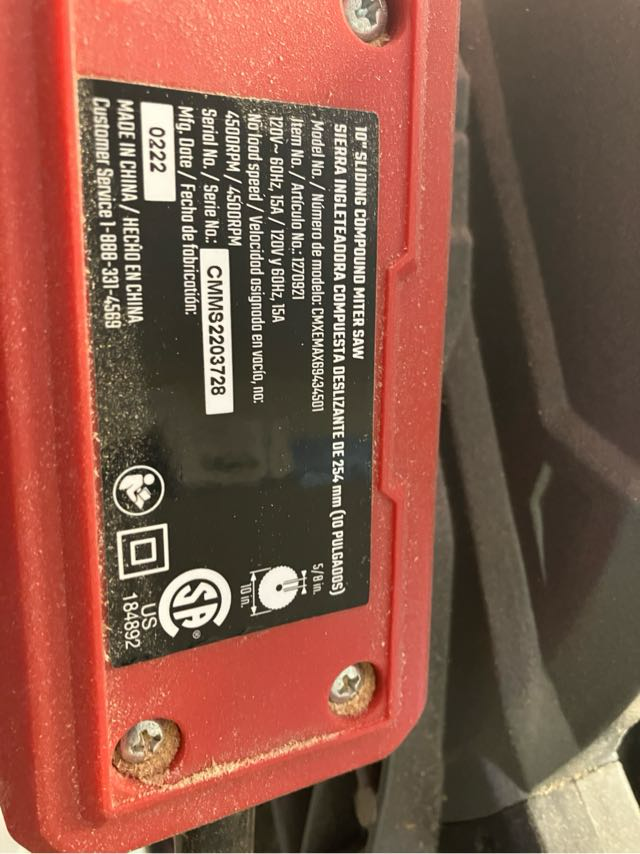 10" SLIDING COMPOUND MITER SAW
SIERRA INGLETEADORA COMPUESTA DESLIZANTE DE 254 mm (10 PULGADOS)
Model No. / Número de modelo: CMXEMAX69434501
Item No./ Artículo No.: 1270921
120V~ 60Hz, 15A / 120V y 60Hz, 15A
No load speed / Velocidad asignada en vacío, no:
4500RPM / 4500RPM
Serial No. / Serie No.: CMMS2203728
Mfg. Date / Fecha de fabricación:
0222
MADE IN CHINA / HECHO EN CHINA
Customer Service 1-888-331-4569
5/8 in.
10 in.
SA®
US
184892